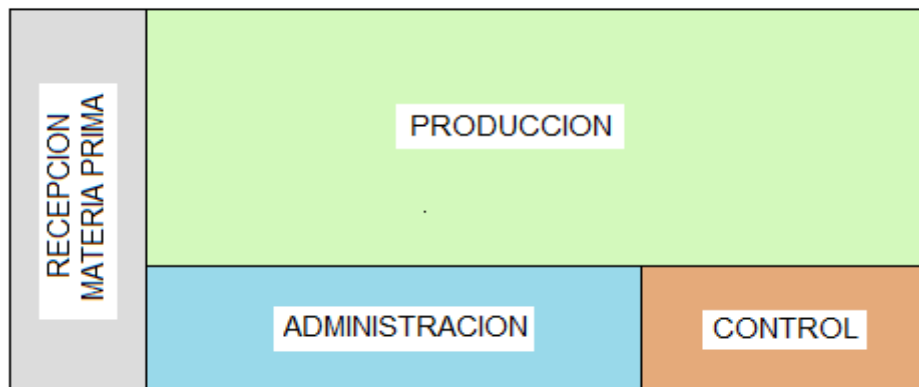 RECEPCION
MATERIA PRIMA
PRODUCCION
ADMINISTRACION
CONTROL